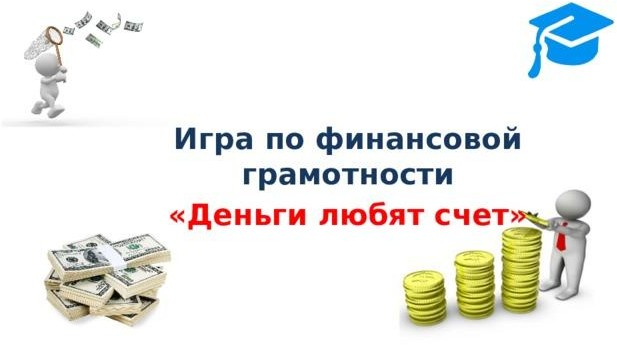 Игра по финансовой
грамотности
«Деньги любят счет»